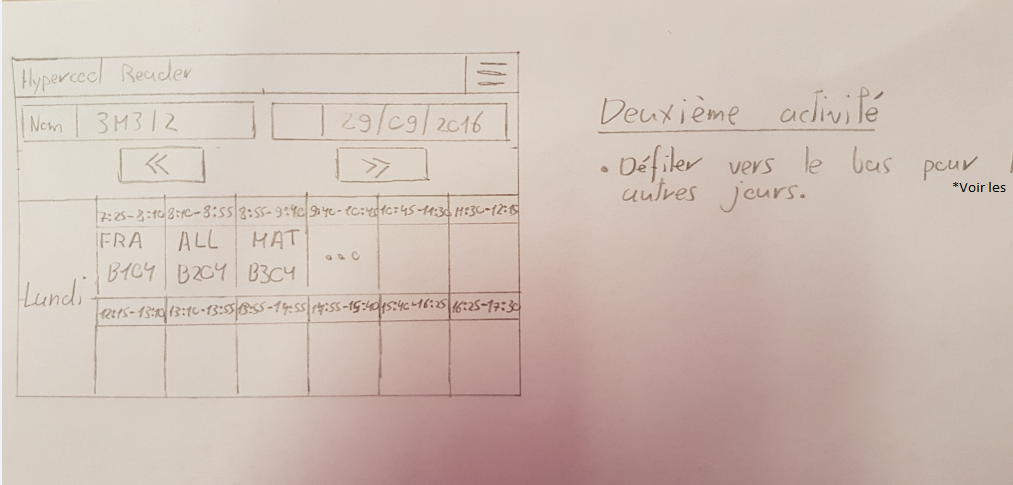 Hypercool Reader
Nom 3M3/2 29/09/2016
« »
7:25-8:10 8:10-8:55 8:55-9:40 9:40-10:40 10:45-11:30 11:30-12:15
FRA ALL MAT
B104 B204 B304 ...
Lundi
12:15-13:10 13:10-13:55 13:55-14:55 14:55-15:40 15:40-16:25 16:25-17:30
Deuxième activité
• Défiler vers le bas pour
autres jours.
*Voir les